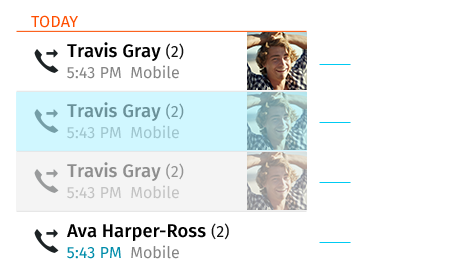 TODAY
Travis Gray (2)
5:43 PM Mobile
Travis Gray (2)
5:43 PM Mobile
Travis Gray (2)
5:43 PM Mobile
Ava Harper-Ross (2)
5:43 PM Mobile